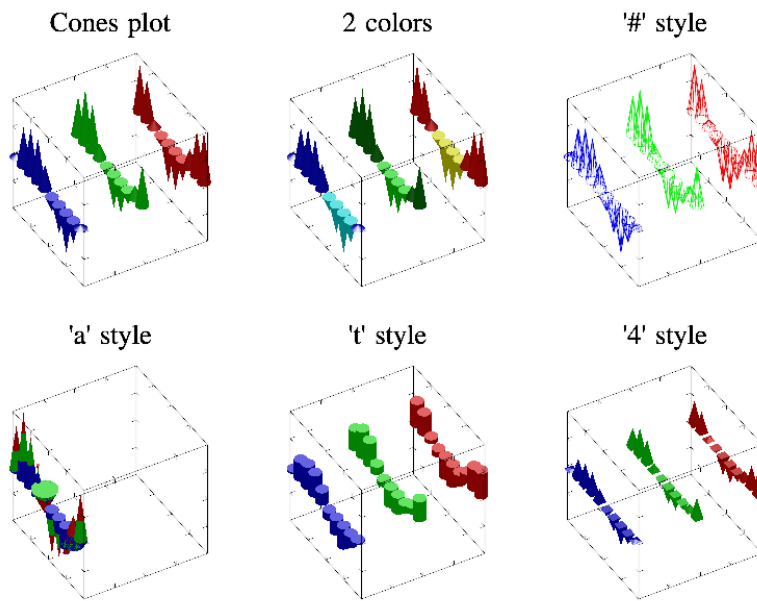 Cones plot
2 colors
'#' style
'a' style
't' style
'4' style